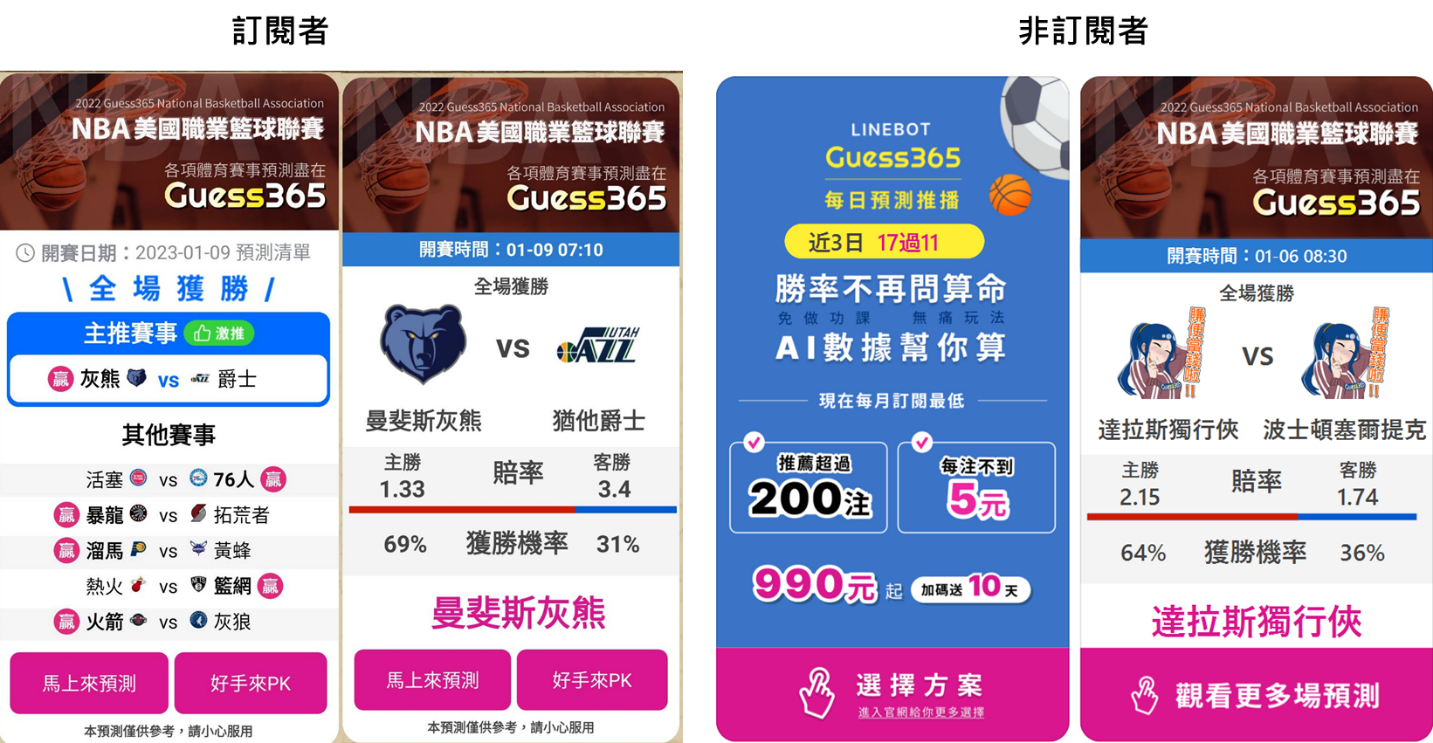 訂閱者
非訂閱者
2022 Guess365 National Basketball Association
NBA美國職業籃球聯賽
各項體育賽事預測盡在
Guess365
開賽日期：2023-01-09 預測清單
\ 全場獲勝 /
主推賽事 激推
贏 灰熊 vs 爵士
其他賽事
活塞 vs 76人 贏
贏 暴龍 vs 拓荒者
贏 溜馬 vs 黃蜂
熱火 vs 籃網 贏
贏 火箭 vs 灰狼
馬上來預測 好手來PK
本預測僅供參考，請小心服用
2022 Guess365 National Basketball Association
NBA美國職業籃球聯賽
各項體育賽事預測盡在
Guess365
開賽時間：01-09 07:10
全場獲勝
VS
UTAH
JAZZ
曼斐斯灰熊 猶他爵士
主勝 賠率 客勝
1.33 3.4
69% 獲勝機率 31%
曼斐斯灰熊
馬上來預測 好手來PK
本預測僅供參考，請小心服用
LINEBOT
Guess365
每日預測推播
近3日 17過11
勝率不再問算命
免做功課 無痛玩法
AI數據幫你算
現在每月訂閱最低
推薦超過
200注
每注不到
5元
990元起 加碼送10天
選擇方案
進入官網給你更多選擇
2022 Guess365 National Basketball Association
NBA美國職業籃球聯賽
各項體育賽事預測盡在
Guess365
開賽時間：01-06 08:30
全場獲勝
賺便當錢啦!!
VS
賺便當錢啦!!
達拉斯獨行俠 波士頓塞爾提克
主勝 賠率 客勝
2.15 1.74
64% 獲勝機率 36%
達拉斯獨行俠
觀看更多場預測